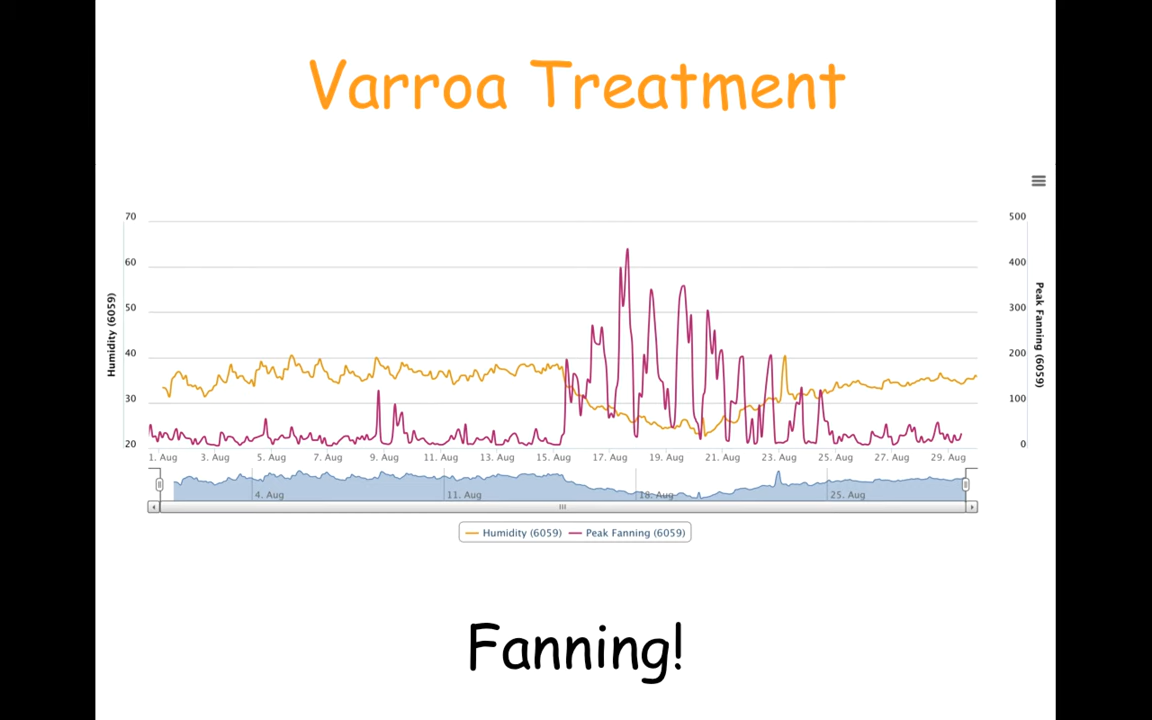 Varroa Treatment
70 500
60 400
50 300
40 200
30 100
20 0
Humidity (6059)
Peak Fanning (6059)
1. Aug 3. Aug 5. Aug 7. Aug 9. Aug 11. Aug 13. Aug 15. Aug 17. Aug 19. Aug 21. Aug 23. Aug 25. Aug 27. Aug 29. Aug
4. Aug 11. Aug 18. Aug 25. Aug
Humidity (6059) Peak Fanning (6059)
Fanning!